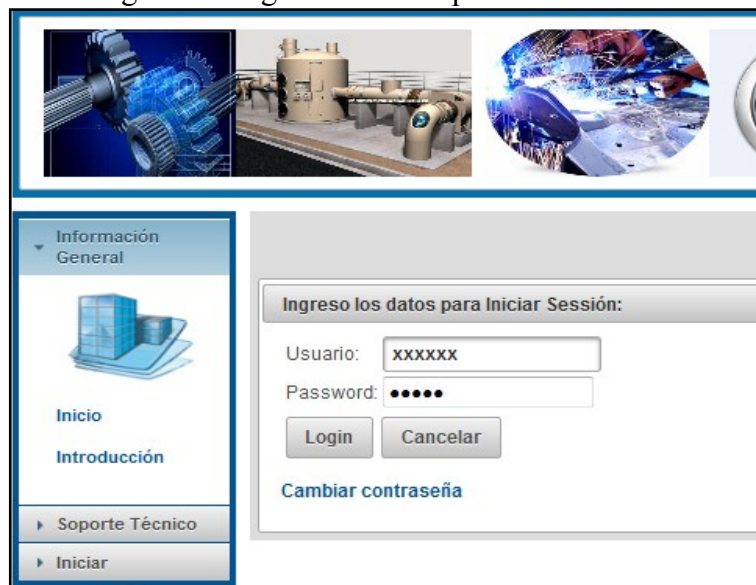 Información
General
Inicio
Introducción
Soporte Técnico
Iniciar
Ingreso los datos para Iniciar Sessión:
Usuario: xxxxxx
Password: •••••
Login Cancelar
Cambiar contraseña